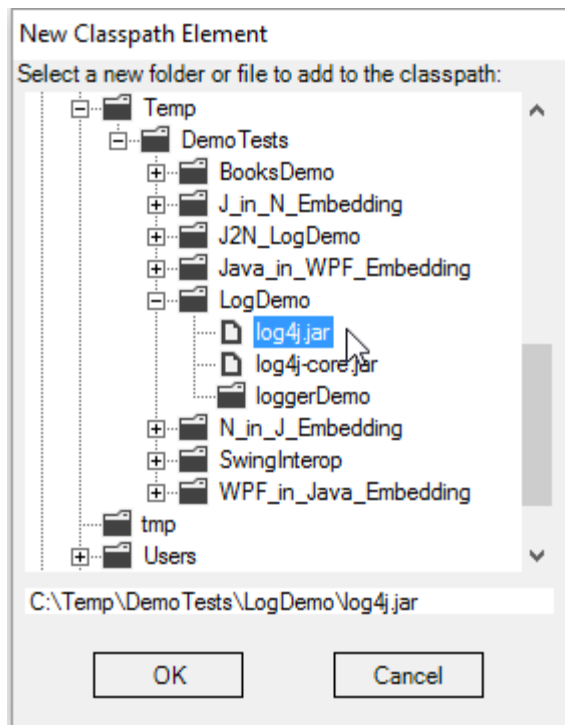 New Classpath Element
Select a new folder or file to add to the classpath:
Temp
DemoTests
BooksDemo
J_in_N_Embedding
J2N_LogDemo
Java_in_WPF_Embedding
LogDemo
log4j.jar
log4j-core.jar
loggerDemo
N_in_J_Embedding
SwingInterop
WPF_in_Java_Embedding
tmp
Users
C:\Temp\DemoTests\LogDemo\log4j.jar
OK Cancel